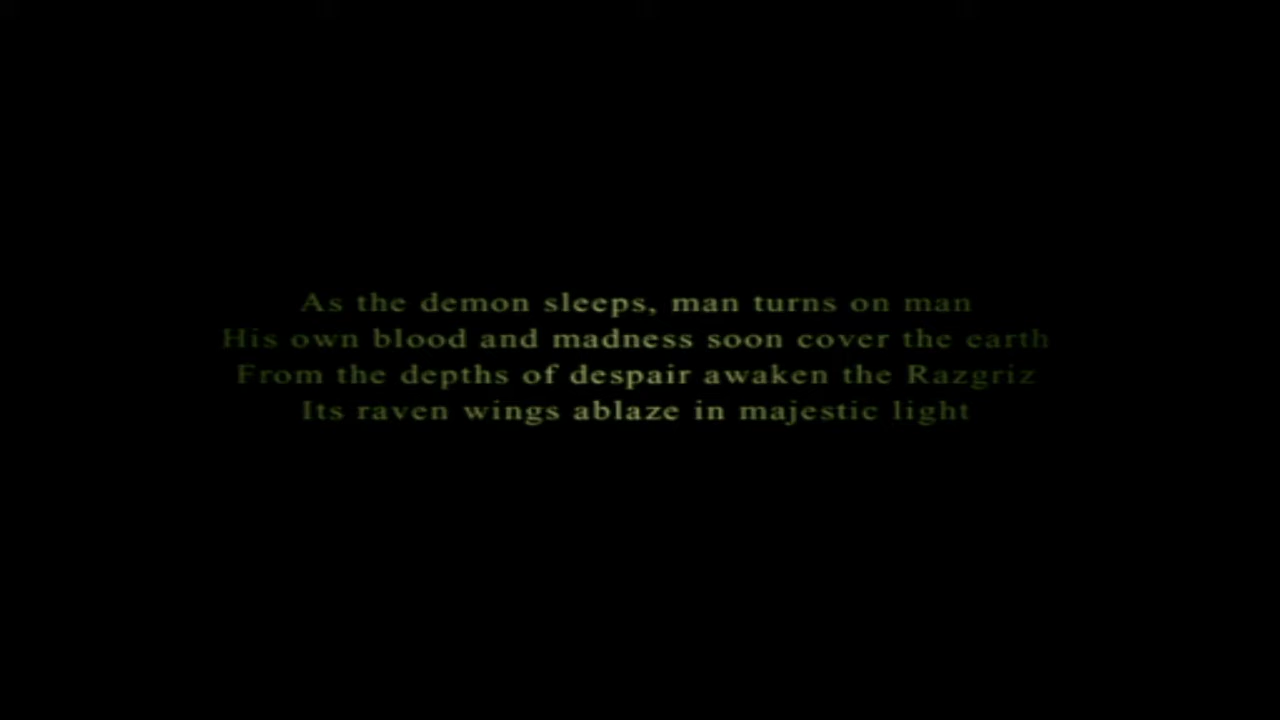 As the demon sleeps, man turns on man
His own blood and madness soon cover the earth
From the depths of despair awaken the Razgriz
Its raven wings ablaze in majestic light